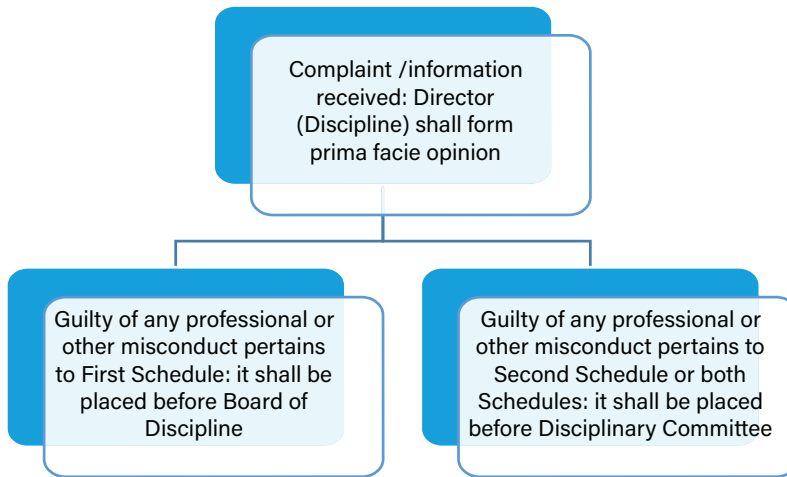 Complaint /information
received: Director
(Discipline) shall form
prima facie opinion
Guilty of any professional or
other misconduct pertains
to First Schedule: it shall be
placed before Board of
Discipline
Guilty of any professional or
other misconduct pertains to
Second Schedule or both
Schedules: it shall be placed
before Disciplinary Committee